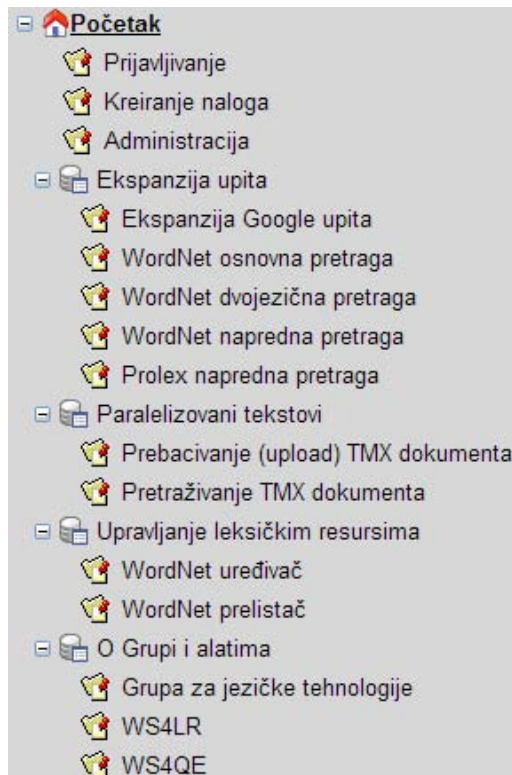 Početak
Prijavljivanje
Kreiranje naloga
Administracija
Ekspanzija upita
Ekspanzija Google upita
WordNet osnovna pretraga
WordNet dvojezična pretraga
WordNet napredna pretraga
Prolex napredna pretraga
Paralelizovani tekstovi
Prebacivanje (upload) TMX dokumenta
Pretraživanje TMX dokumenta
Upravljanje leksičkim resursima
WordNet uređivač
WordNet prelistač
O Grupi i alatima
Grupa za jezičke tehnologije
WS4LR
WS4QE